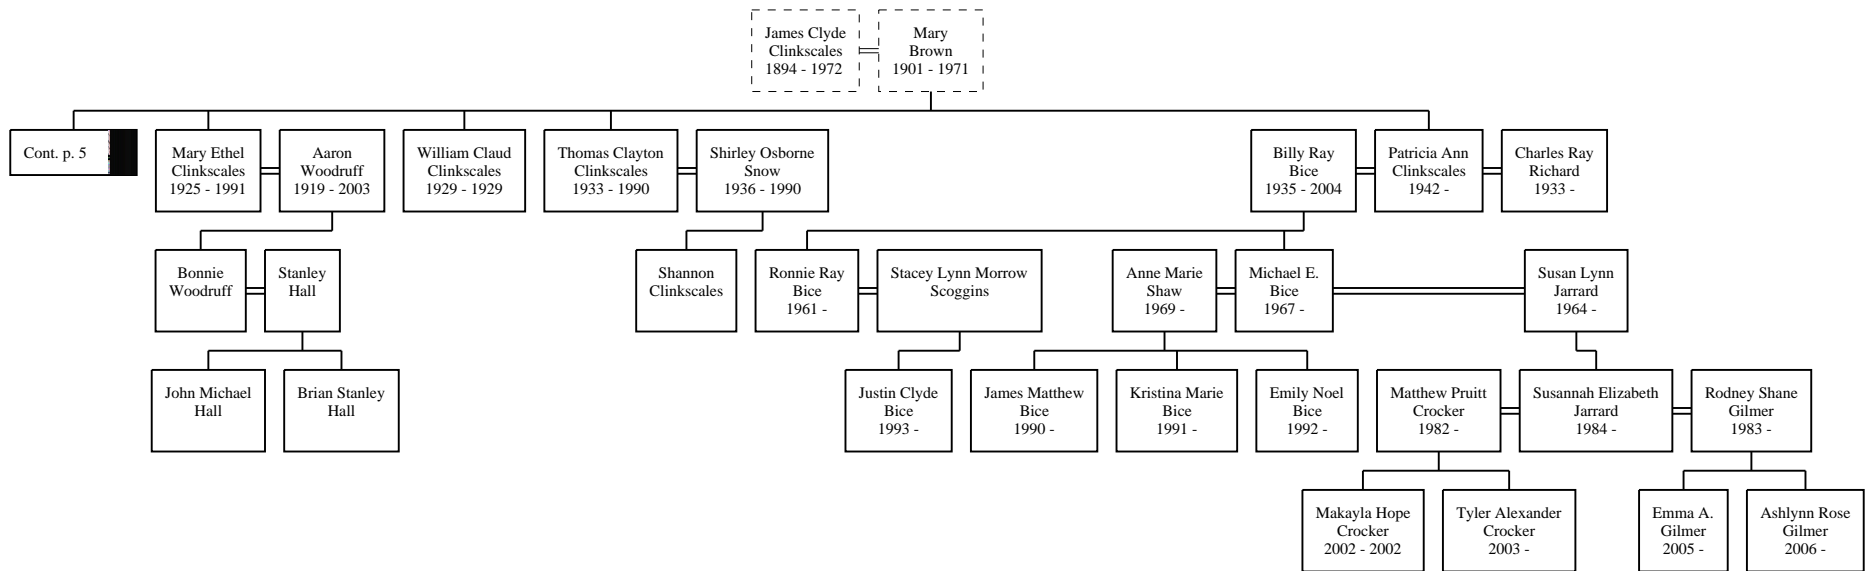 James Clyde
Clinkscales
1894 - 1972
Mary
Brown
1901 - 1971
Cont. p. 5
Mary Ethel
Clinkscales
1925 - 1991
Aaron
Woodruff
1919 - 2003
William Claud
Clinkscales
1929 - 1929
Thomas Clayton
Clinkscales
1933 - 1990
Shirley Osborne
Snow
1936 - 1990
Billy Ray
Bice
1935 - 2004
Patricia Ann
Clinkscales
1942 -
Charles Ray
Richard
1933 -
Bonnie
Woodruff
Stanley
Hall
Shannon
Clinkscales
Ronnie Ray
Bice
1961 -
Stacey Lynn Morrow
Scoggins
Anne Marie
Shaw
1969 -
Michael E.
Bice
1967 -
Susan Lynn
Jarrard
1964 -
John Michael
Hall
Brian Stanley
Hall
Justin Clyde
Bice
1993 -
James Matthew
Bice
1990 -
Kristina Marie
Bice
1991 -
Emily Noel
Bice
1992 -
Matthew Pruitt
Crocker
1982 -
Susannah Elizabeth
Jarrard
1984 -
Rodney Shane
Gilmer
1983 -
Makayla Hope
Crocker
2002 - 2002
Tyler Alexander
Crocker
2003 -
Emma A.
Gilmer
2005 -
Ashlynn Rose
Gilmer
2006 -